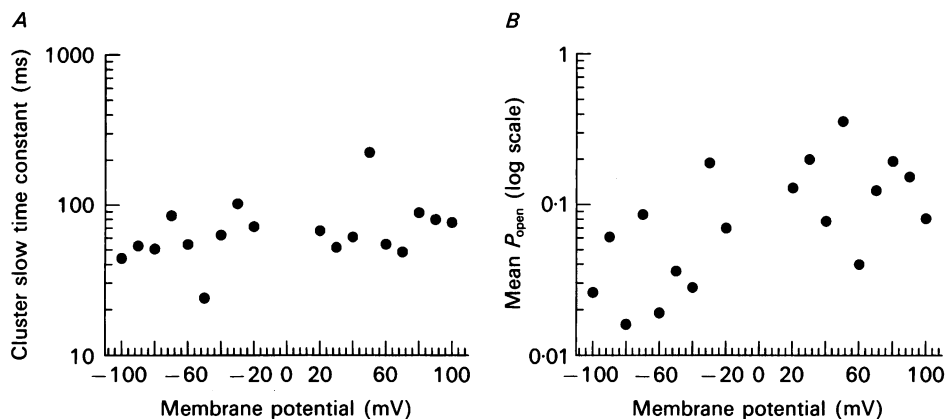 A
Cluster slow time constant (ms)
1000
100
10
−100 −60 −20 0 20 60 100
Membrane potential (mV)
B
Mean Popen (log scale)
1
0·1
0·01
−100 −60 −20 0 20 60 100
Membrane potential (mV)